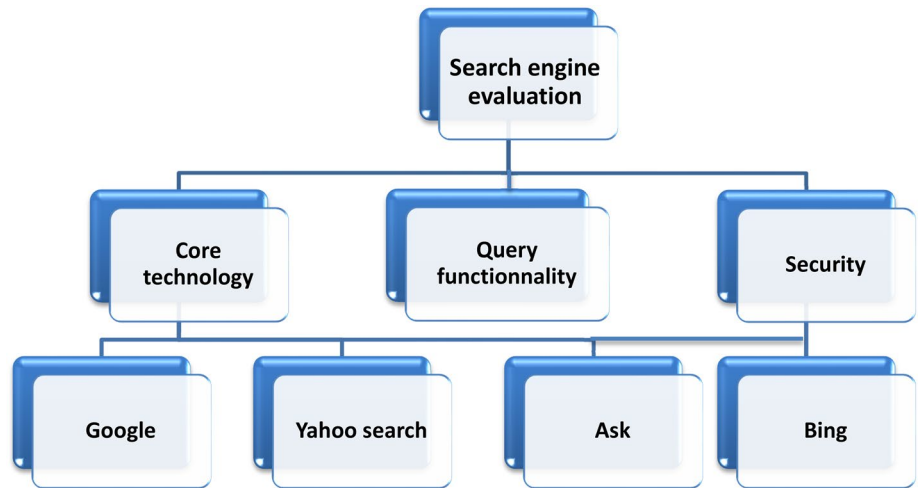 Search engine
evaluation
Core
technology
Query
functionnality
Security
Google
Yahoo search
Ask
Bing